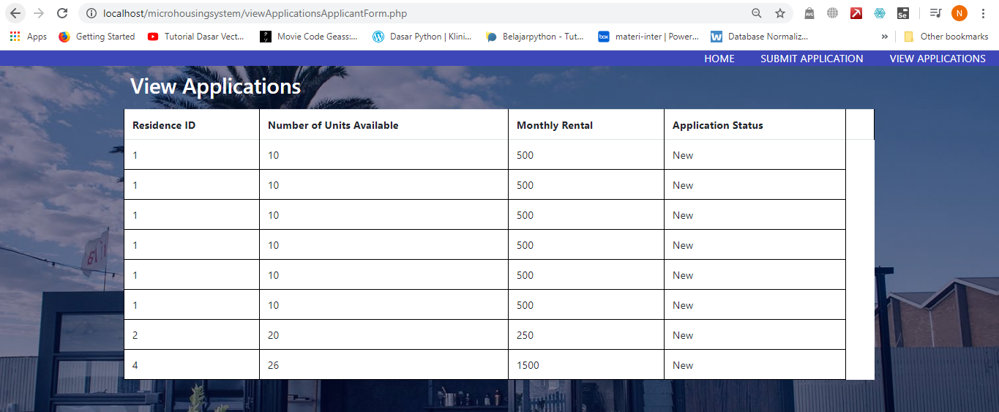 localhost/microhousingsystem/viewApplicationsApplicantForm.php
AVG
Se
N
Apps Getting Started Tutorial Dasar Vect... Movie Code Geass:... Dasar Python | Klini... Belajarpython - Tut... box materi-inter | Power... W Database Normaliz... » Other bookmarks
HOME SUBMIT APPLICATION VIEW APPLICATIONS
View Applications
Residence ID Number of Units Available Monthly Rental Application Status
1 10 500 New
1 10 500 New
1 10 500 New
1 10 500 New
1 10 500 New
1 10 500 New
2 20 250 New
4 26 1500 New